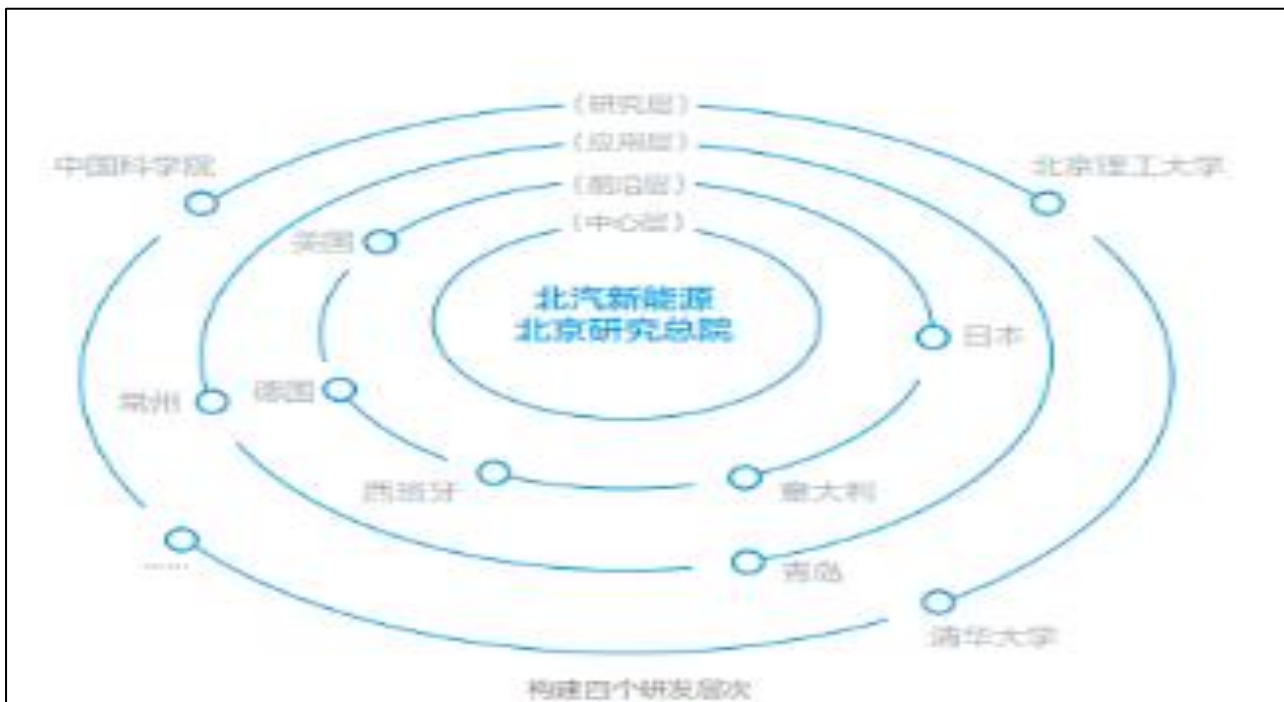 （研究层）
（应用层）
（前沿层）
（中心层）
中国科学院
北京理工大学
美国
北汽新能源
北京研究总院
日本
德国
常州
西班牙
意大利
青岛
......
清华大学
构建四个研发层次